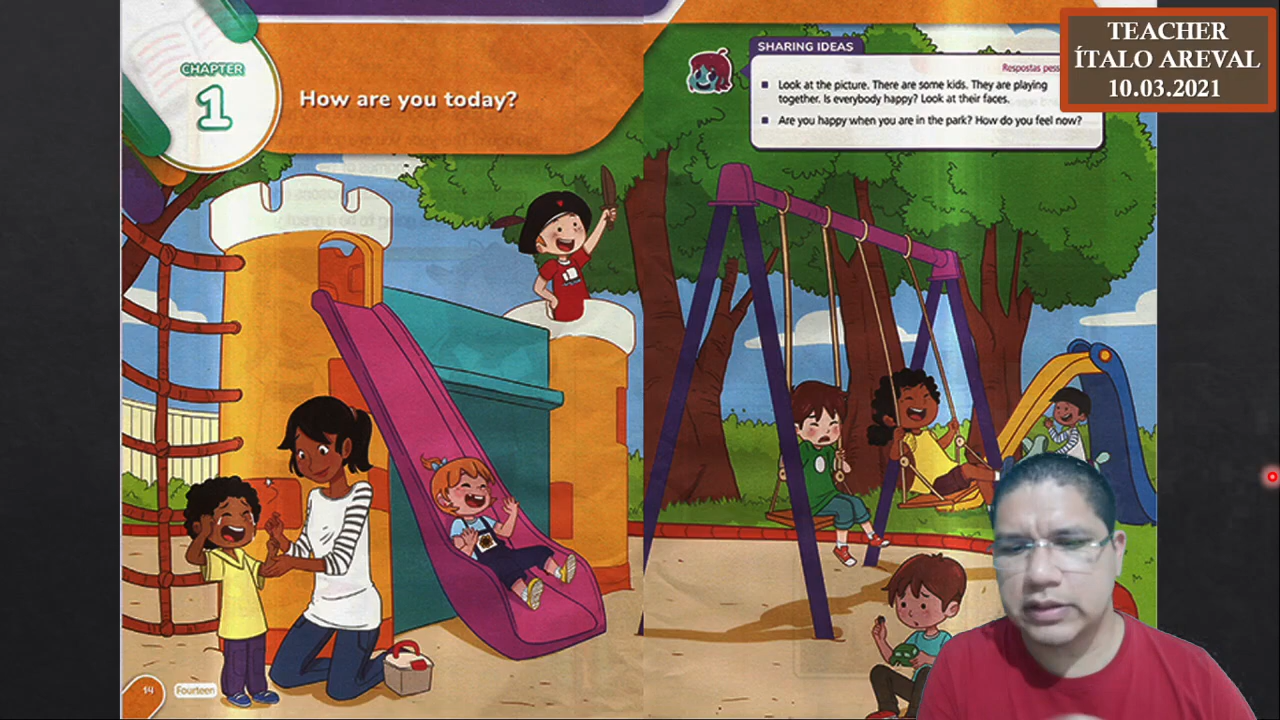 CHAPTER
1
How are you today?
SHARING IDEAS
Respostas pess
Look at the picture. There are some kids. They are playing
together. Is everybody happy? Look at their faces.
Are you happy when you are in the park? How do you feel now?
TEACHER
ÍTALO AREVAL
10.03.2021
14
Fourteen